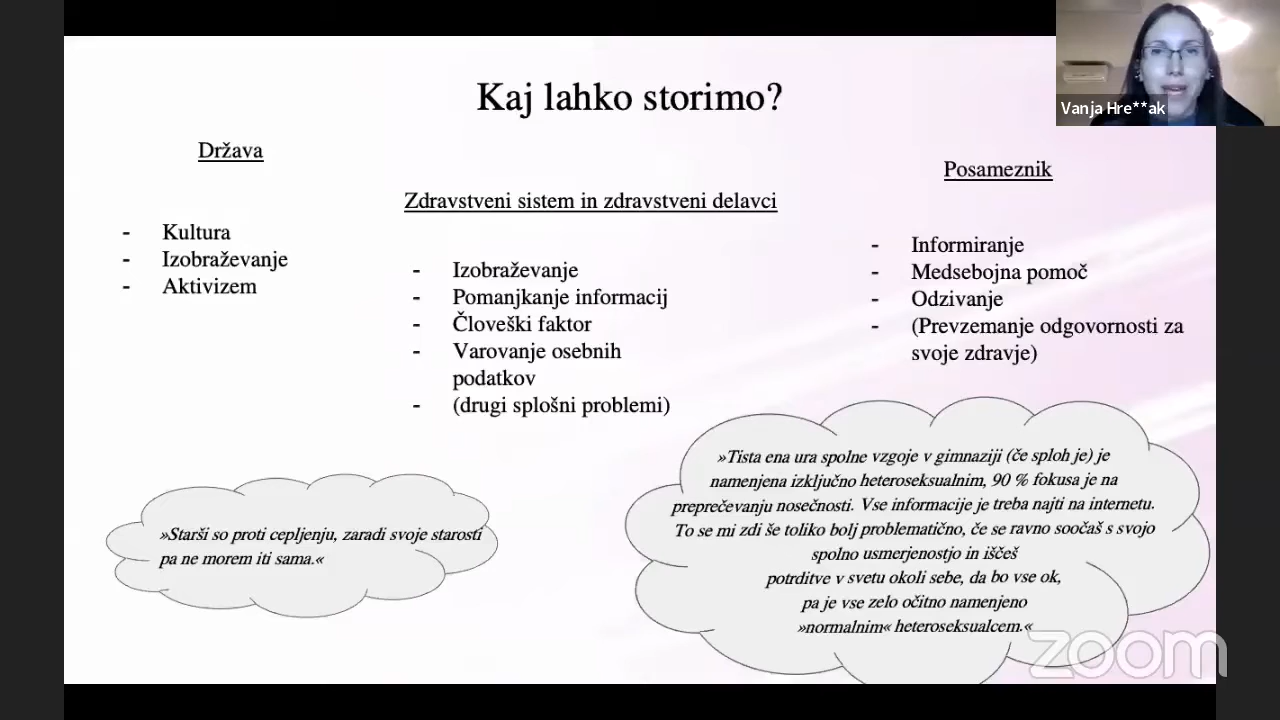 Kaj lahko storimo?
Država
- Kultura
- Izobraževanje
- Aktivizem
Zdravstveni sistem in zdravstveni delavci
- Izobraževanje
- Pomanjkanje informacij
- Človeški faktor
- Varovanje osebnih
podatkov
- (drugi splošni problemi)
Posameznik
- Informiranje
- Medsebojna pomoč
- Odzivanje
- (Prevzemanje odgovornosti za
svoje zdravje)
»Starši so proti cepljenju, zaradi svoje starosti
pa ne morem iti sama.«
»Tista ena ura spolne vzgoje v gimnaziji (če sploh je) je
namenjena izključno heteroseksualnim, 90 % fokusa je na
preprečevanju nosečnosti. Vse informacije je treba najti na internetu.
To se mi zdi še toliko bolj problematično, če se ravno soočaš s svojo
spolno usmerjenostjo in iščeš
potrditve v svetu okoli sebe, da bo vse ok,
pa je vse zelo očitno namenjeno
»normalnim« heteroseksualcem.«
Vanja Hre**ak
zoom